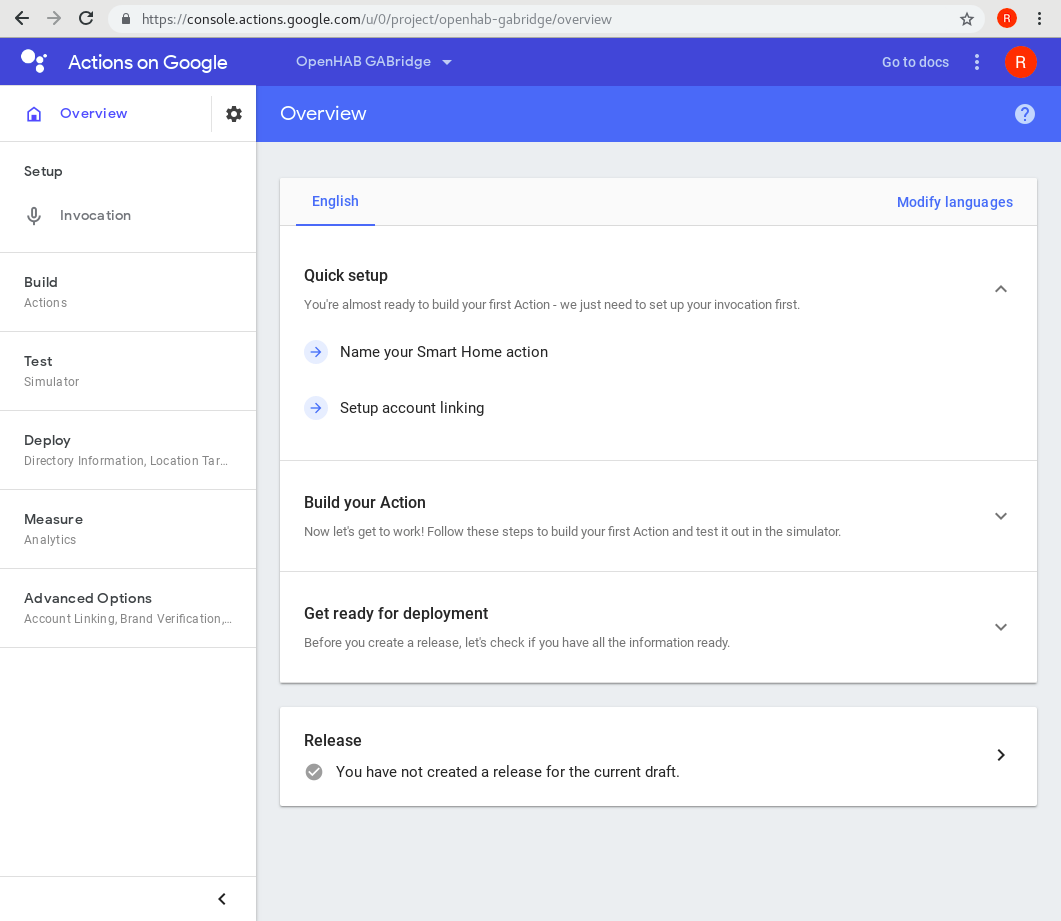 https://console.actions.google.com/u/0/project/openhab-gabridge/overview
R
Actions on Google
OpenHAB GABridge
Go to docs
R
Overview
Overview
?
Setup
Invocation
Build
Actions
Test
Simulator
Deploy
Directory Information, Location Tar...
Measure
Analytics
Advanced Options
Account Linking, Brand Verification,...
English
Modify languages
Quick setup
You're almost ready to build your first Action - we just need to set up your invocation first.
Name your Smart Home action
Setup account linking
Build your Action
Now let's get to work! Follow these steps to build your first Action and test it out in the simulator.
Get ready for deployment
Before you create a release, let's check if you have all the information ready.
Release
You have not created a release for the current draft.